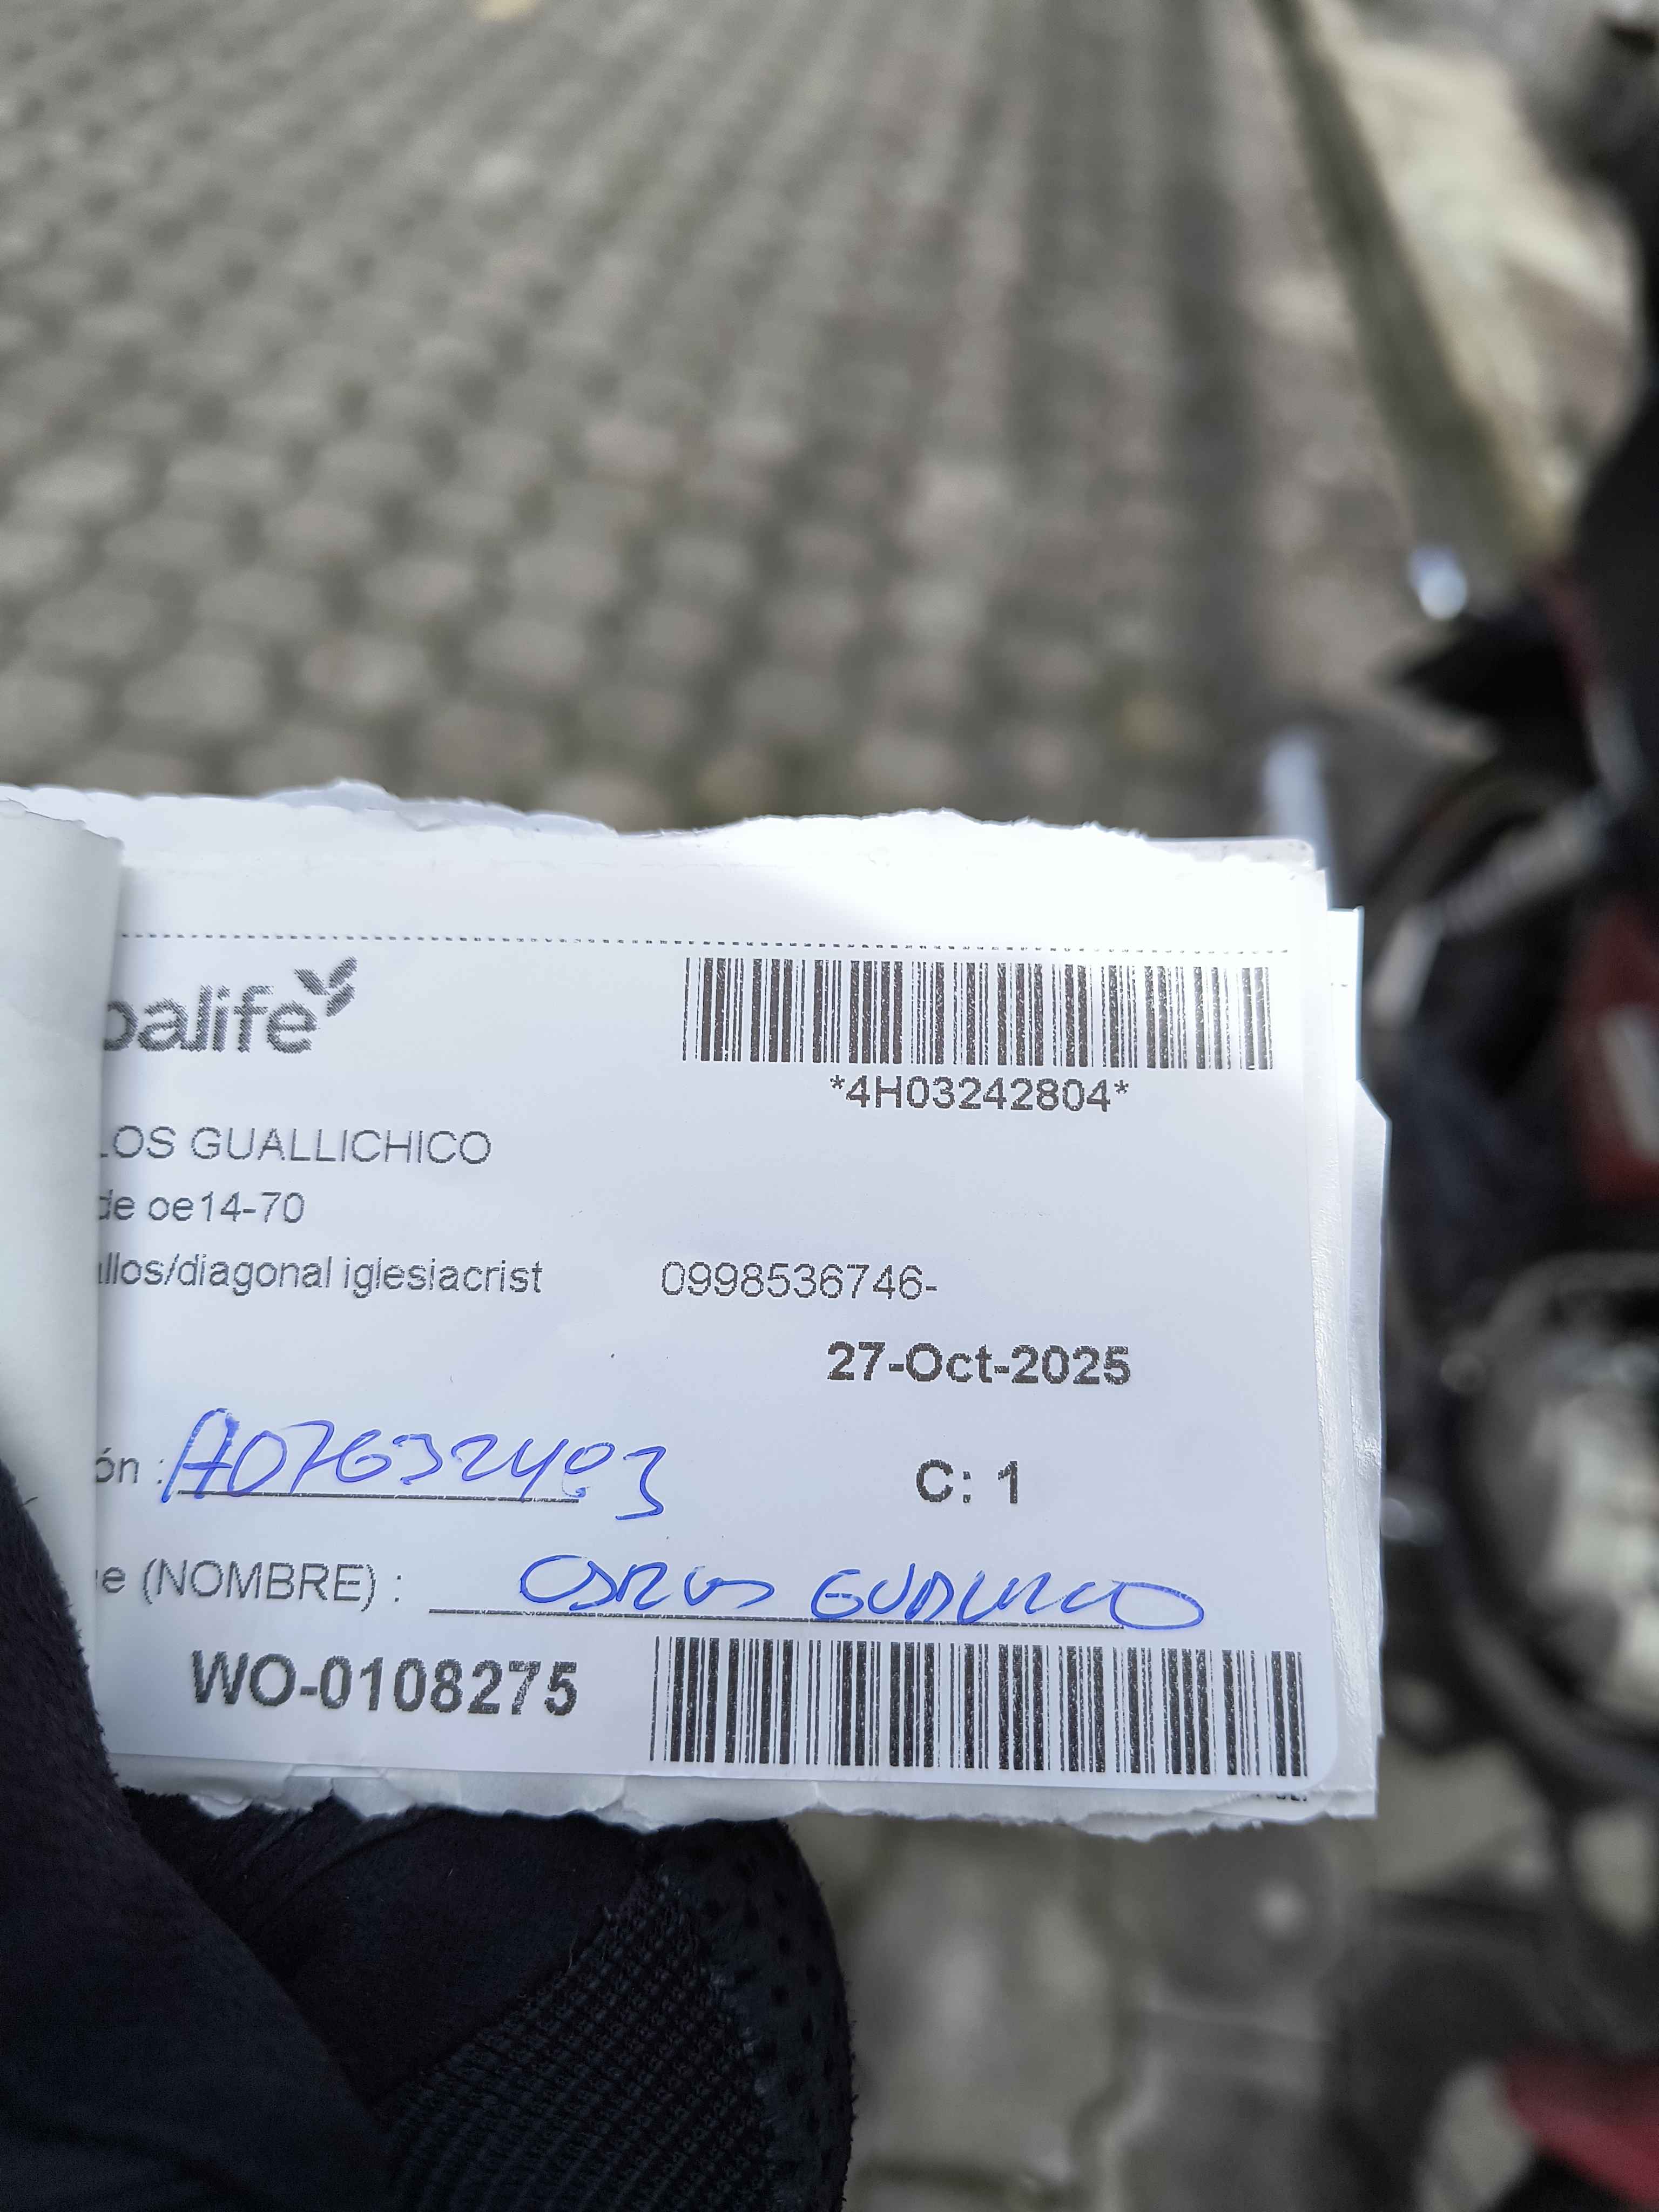 balife
*4H03242804*
LOS GUALLICHICO
de oe14-70
allos/diagonal iglesiacrist 0998536746-
27-Oct-2025
ón : A07632403
C: 1
e (NOMBRE) : 
WO-0108275